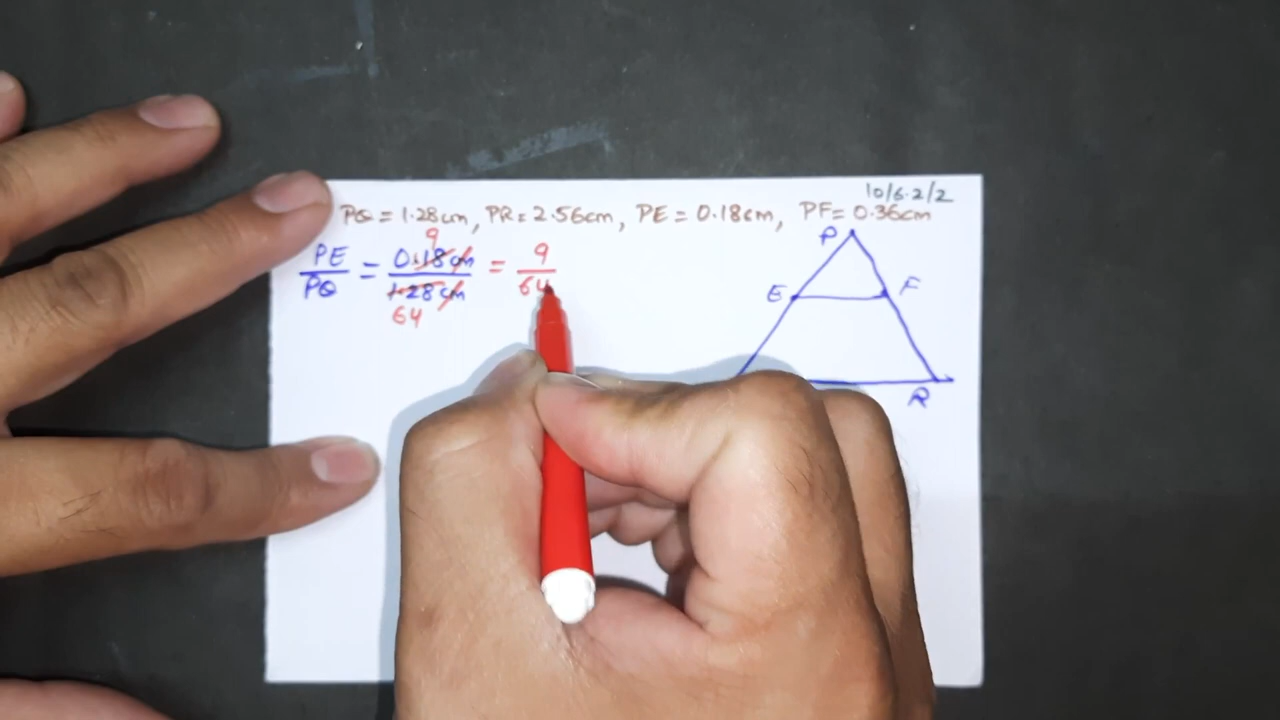 10/6.2/2
PQ = 1.28cm, PR = 2.56cm, PE = 0.18cm, PF = 0.36cm
PE/PQ = 0.18cm/1.28cm = 9/64
9
64
P
E F
R